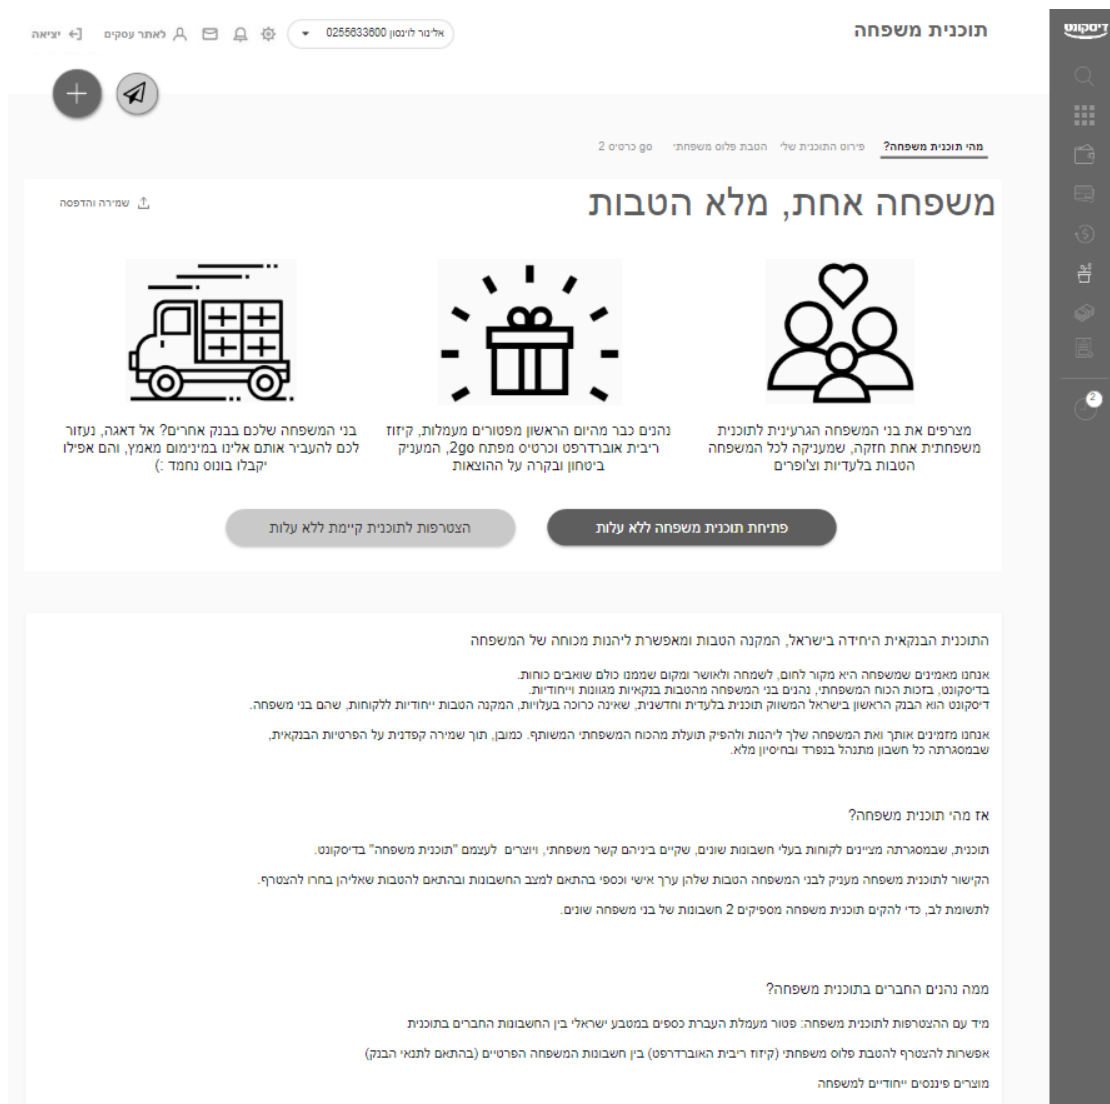 דיסקונט
תוכנית משפחה
אלינור לוינסון 0255633600
לאתר עסקים
יציאה
מהי תוכנית משפחה?
פירוט התוכנית שלי
הטבת פלוס משפחתי
go כרטיס 2
משפחה אחת, מלא הטבות
שמירה והדפסה
מצרפים את בני המשפחה הגרעינית לתוכנית
משפחתית אחת חזקה, שמעניקה לכל המשפחה
הטבות בלעדיות וצ'ופרים
נהנים כבר מהיום הראשון מפטורים מעמלות, קיזוז
ריבית אוברדרפט וכרטיס מפתח 2go, המעניק
ביטחון ובקרה על ההוצאות
בני המשפחה שלכם בבנק אחרים? אל דאגה, נעזור
לכם להעביר אותם אלינו במינימום מאמץ, והם אפילו
יקבלו בונוס נחמד :)
פתיחת תוכנית משפחה ללא עלות
הצטרפות לתוכנית קיימת ללא עלות
2
התוכנית הבנקאית היחידה בישראל, המקנה הטבות ומאפשרת ליהנות מכוחה של המשפחה
אנחנו מאמינים שמשפחה היא מקור לחום, לשמחה ולאושר ומקום שממנו כולם שואבים כוחות.
בדיסקונט, בזכות הכוח המשפחתי, נהנים בני המשפחה מהטבות בנקאיות מגוונות וייחודיות.
דיסקונט הוא הבנק הראשון בישראל המשווק תוכנית בלעדית וחדשנית, שאינה כרוכה בעלויות, המקנה הטבות ייחודיות ללקוחות, שהם בני משפחה.
אנחנו מזמינים אותך ואת המשפחה שלך ליהנות ולהפיק תועלת מהכוח המשפחתי המשותף. כמובן, תוך שמירה קפדנית על הפרטיות הבנקאית,
שבמסגרתה כל חשבון מתנהל בנפרד ובחיסיון מלא.
אז מהי תוכנית משפחה?
תוכנית, שבמסגרתה מציינים לקוחות בעלי חשבונות שונים, שקיים ביניהם קשר משפחתי, ויוצרים לעצמם "תוכנית משפחה" בדיסקונט.
הקישור לתוכנית משפחה מעניק לבני המשפחה הטבות שלהן ערך אישי וכספי בהתאם למצב החשבונות ובהתאם להטבות שאליהן בחרו להצטרף.
לתשומת לב, כדי להקים תוכנית משפחה מספיקים 2 חשבונות של בני משפחה שונים.
ממה נהנים החברים בתוכנית משפחה?
מיד עם ההצטרפות לתוכנית משפחה: פטור מעמלת העברת כספים במטבע ישראלי בין החשבונות החברים בתוכנית
אפשרות להצטרף להטבת פלוס משפחתי (קיזוז ריבית האוברדרפט) בין חשבונות המשפחה הפרטיים (בהתאם לתנאי הבנק)
מוצרים פיננסים ייחודיים למשפחה